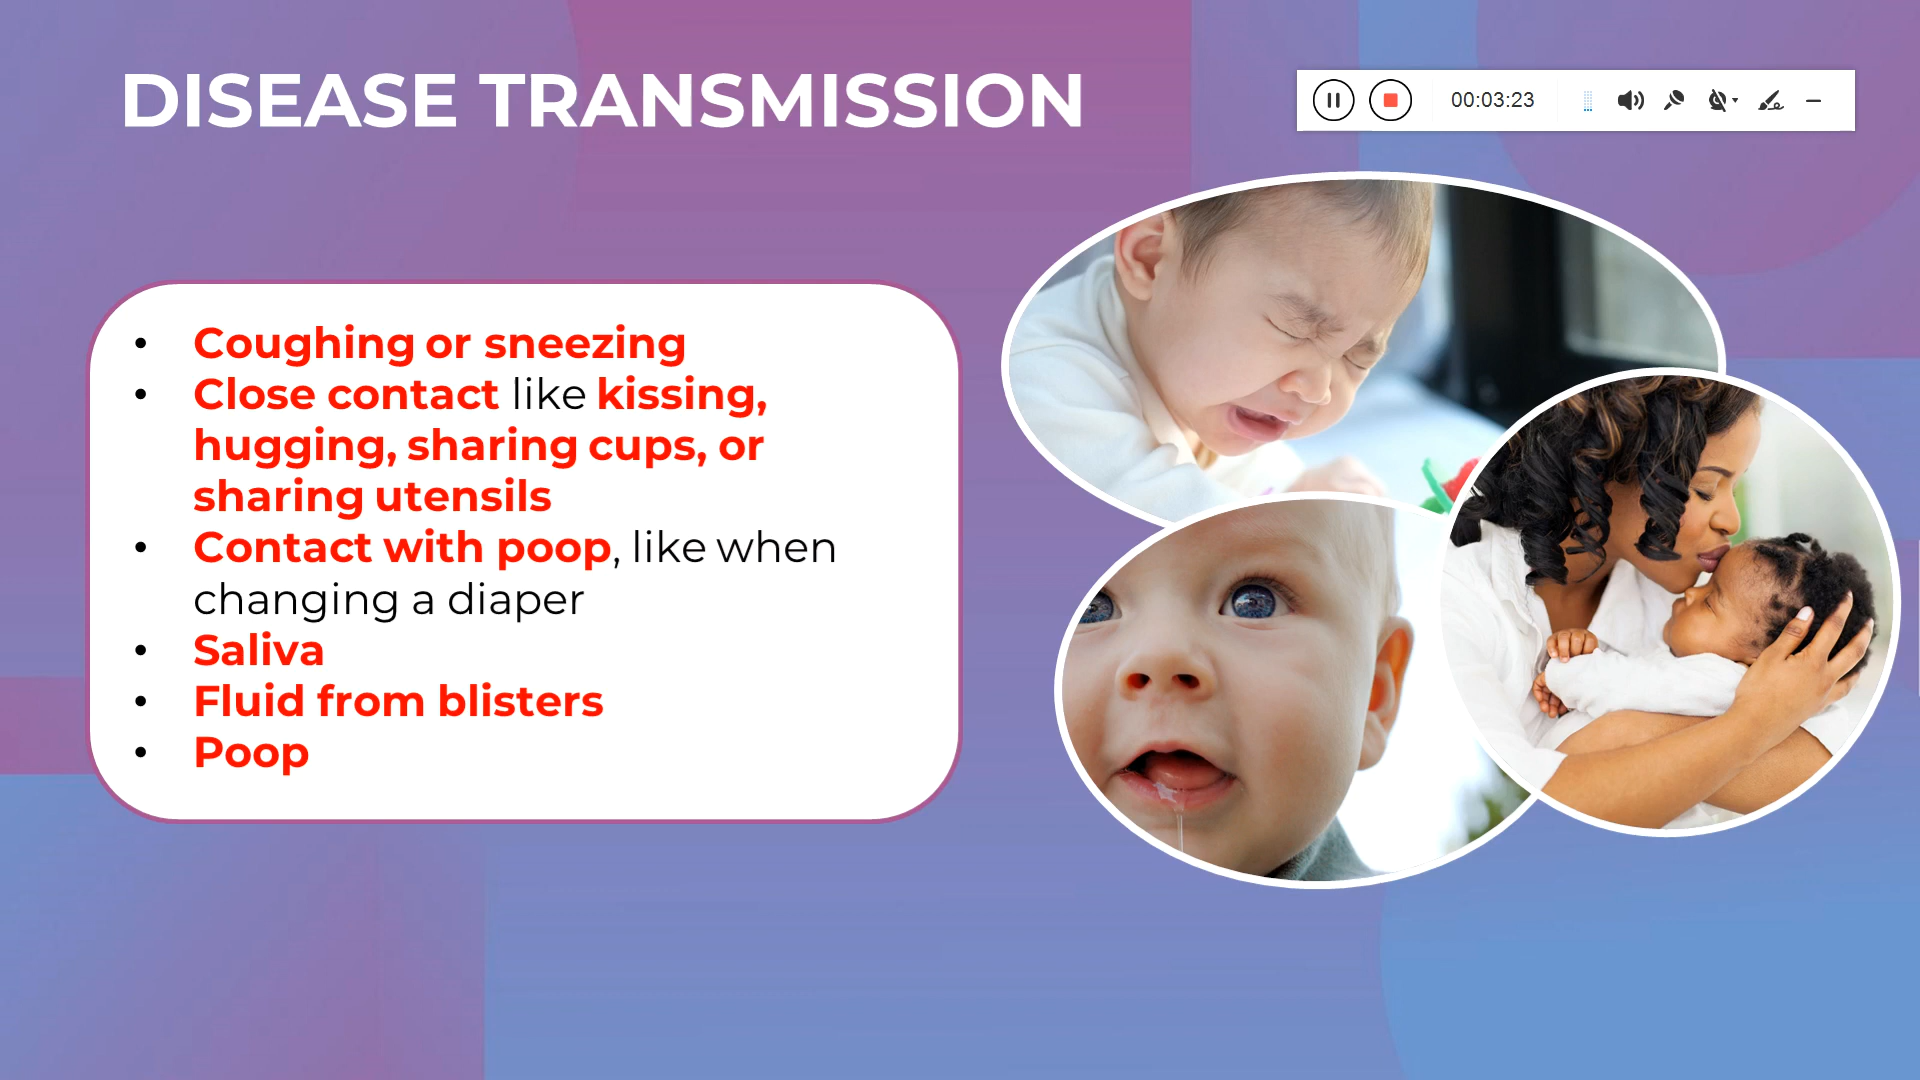 DISEASE TRANSMISSION
00:03:23
• Coughing or sneezing
• Close contact like kissing,
hugging, sharing cups, or
sharing utensils
• Contact with poop, like when
changing a diaper
• Saliva
• Fluid from blisters
• Poop